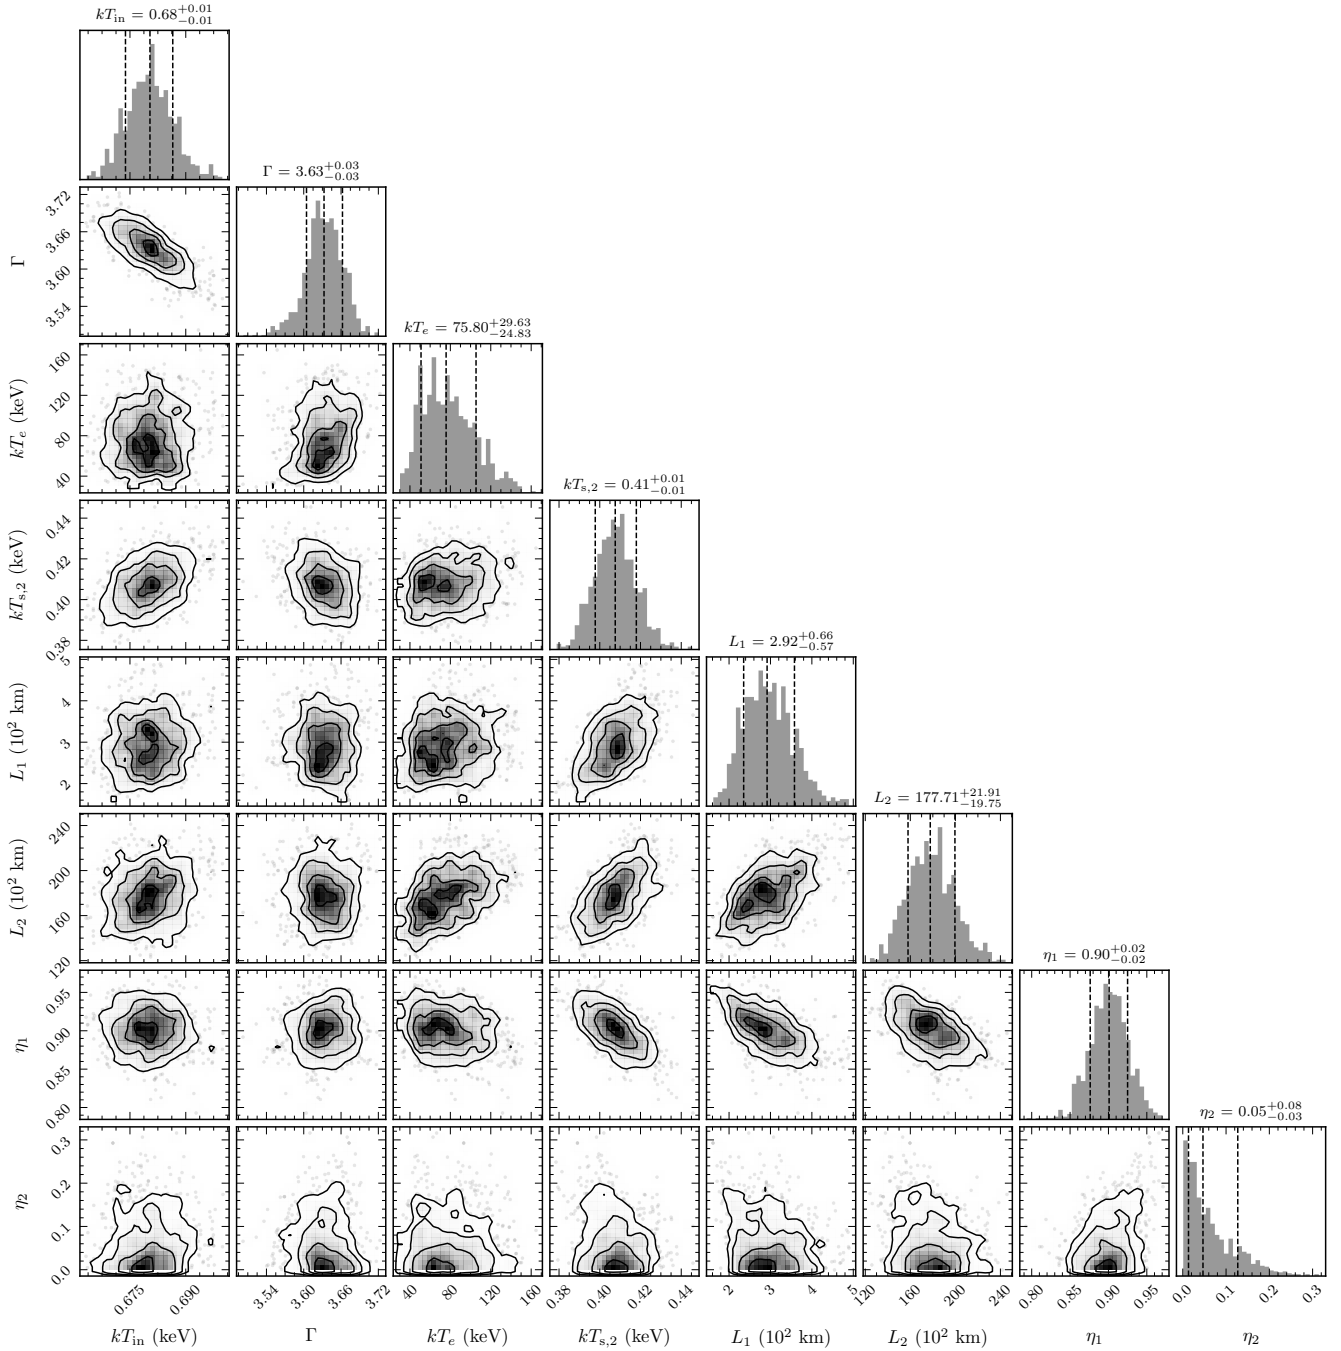 kT_in = 0.68^{+0.01}_{-0.01}
Γ = 3.63^{+0.03}_{-0.03}
3.72
3.66
3.60
3.54
Γ
kT_e = 75.80^{+29.63}_{-24.83}
160
120
80
40
kT_e (keV)
kT_{s,2} = 0.41^{+0.01}_{-0.01}
0.44
0.42
0.40
0.38
kT_{s,2} (keV)
L_1 = 2.92^{+0.66}_{-0.57}
5
4
3
2
L_1 (10^2 km)
L_2 = 177.71^{+21.91}_{-19.75}
240
200
160
120
L_2 (10^2 km)
η_1 = 0.90^{+0.02}_{-0.02}
0.95
0.90
0.85
0.80
η_1
η_2 = 0.05^{+0.08}_{-0.03}
0.3
0.2
0.1
0.0
η_2
0.675 0.690 3.54 3.60 3.66 3.72 40 80 120 160 0.38 0.40 0.42 0.44 2 3 4 5 120 160 200 240 0.80 0.85 0.90 0.95 0.0 0.1 0.2 0.3
kT_in (keV) Γ kT_e (keV) kT_{s,2} (keV) L_1 (10^2 km) L_2 (10^2 km) η_1 η_2